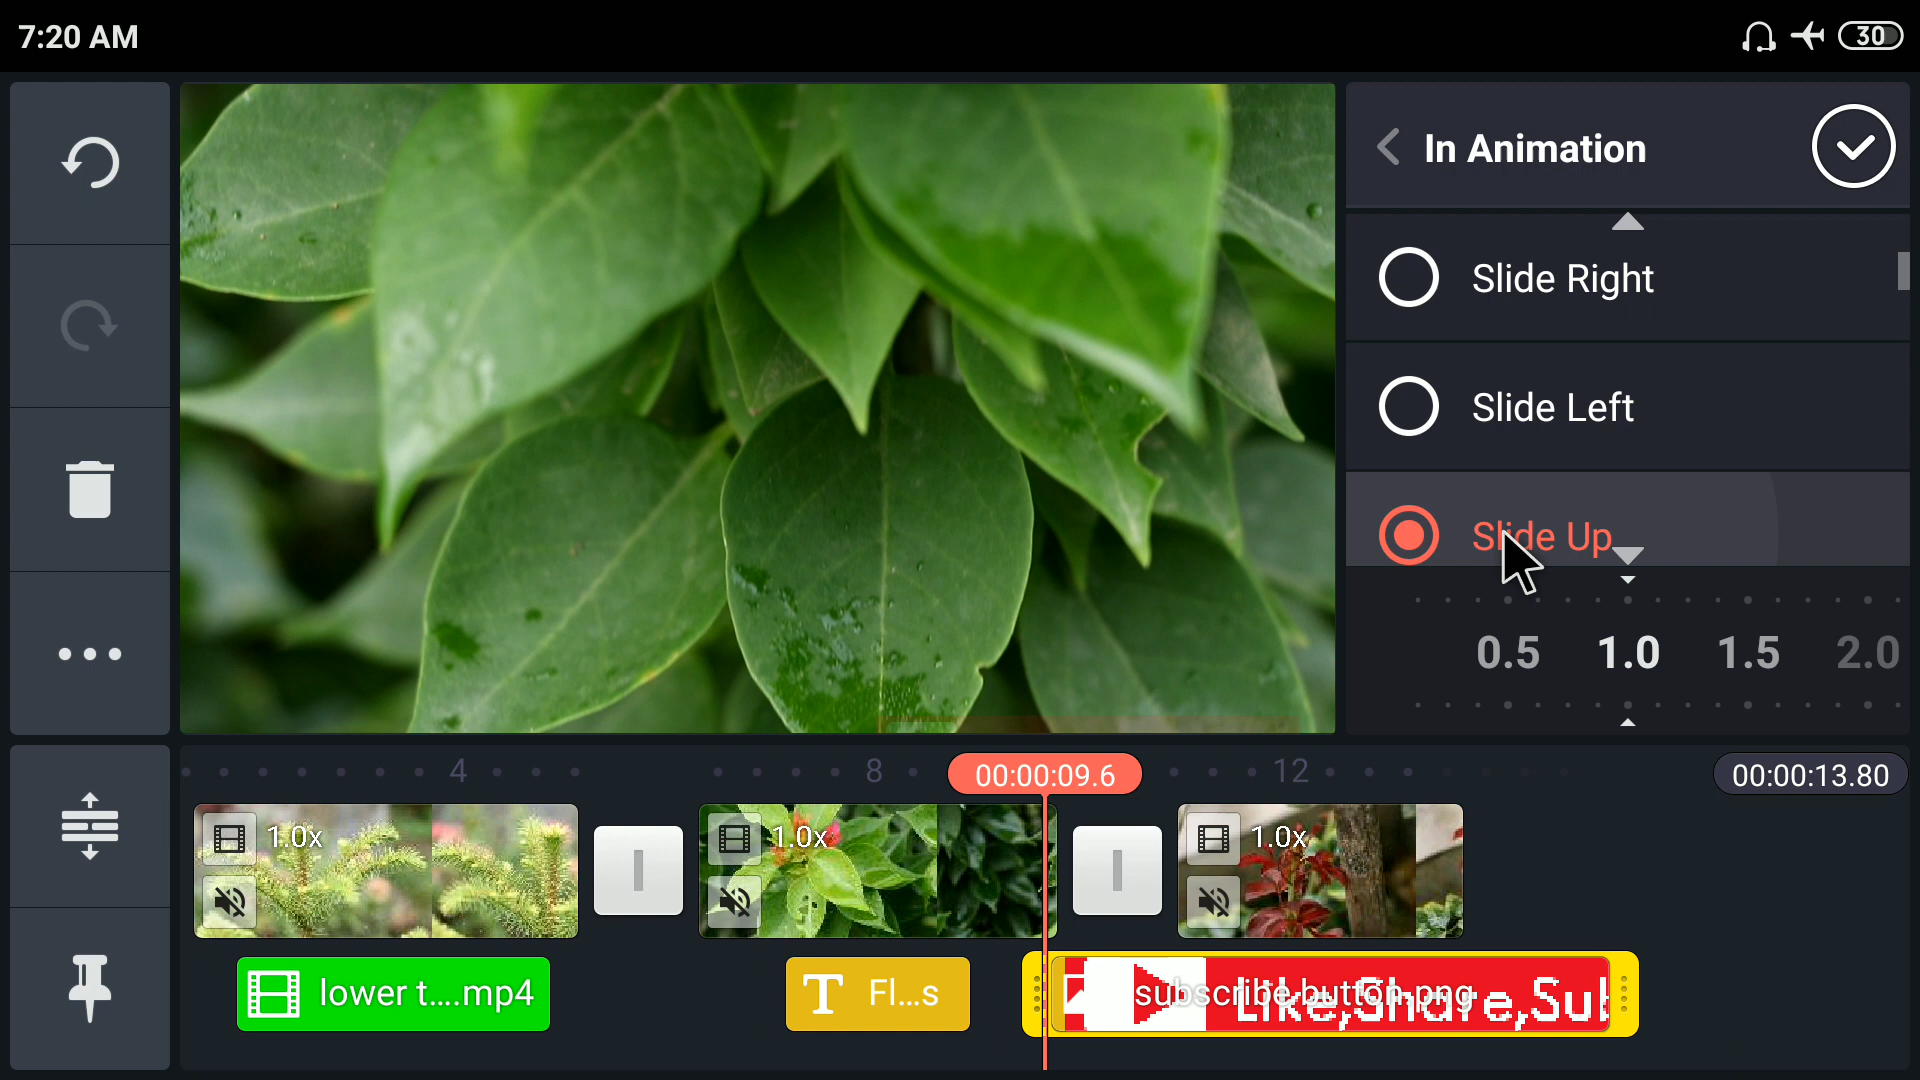 7:20 AM
30
In Animation
Slide Right
Slide Left
Slide Up
0.5 1.0 1.5 2.0
4 8 00:00:09.6 12 00:00:13.80
1.0x 1.0x 1.0x
lower t....mp4
T Fl...s
subscribe button.png
Like,Share,Sub